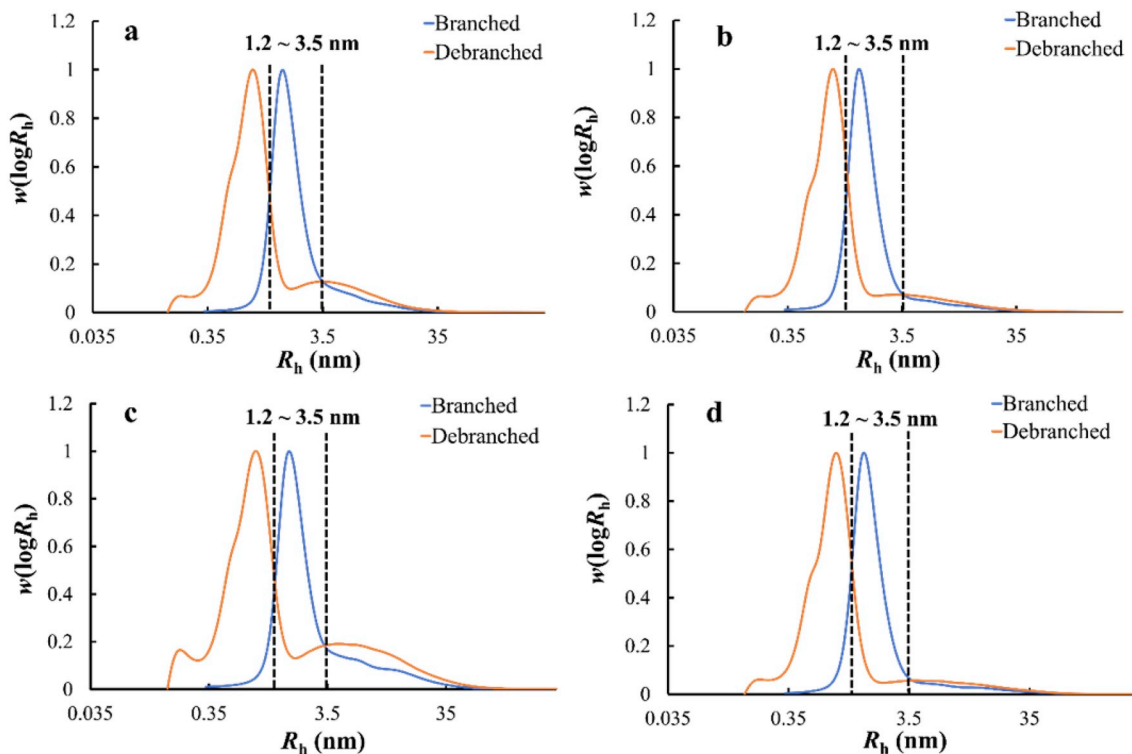 a
1.2 ~ 3.5 nm
Branched
Debranched
w(logRh)
1.2
1
0.8
0.6
0.4
0.2
0
0.035
0.35
3.5
35
Rh (nm)
b
1.2 ~ 3.5 nm
Branched
Debranched
w(logRh)
1.2
1
0.8
0.6
0.4
0.2
0
0.035
0.35
3.5
35
Rh (nm)
c
1.2 ~ 3.5 nm
Branched
Debranched
w(logRh)
1.2
1
0.8
0.6
0.4
0.2
0
0.035
0.35
3.5
35
Rh (nm)
d
1.2 ~ 3.5 nm
Branched
Debranched
w(logRh)
1.2
1
0.8
0.6
0.4
0.2
0
0.035
0.35
3.5
35
Rh (nm)